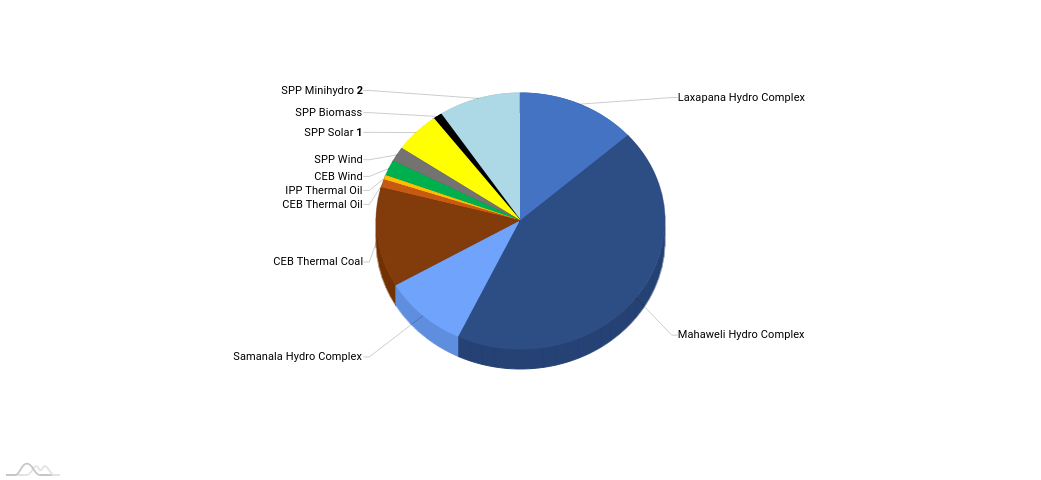 SPP Minihydro 2
Laxapana Hydro Complex
SPP Biomass
SPP Solar 1
SPP Wind
CEB Wind
IPP Thermal Oil
CEB Thermal Oil
CEB Thermal Coal
Mahaweli Hydro Complex
Samanala Hydro Complex